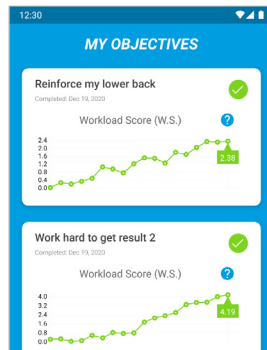 12:30
MY OBJECTIVES
Reinforce my lower back
Completed: Dec 19, 2020
Workload Score (W.S.) ?
2.4
2.0
1.6
1.2
0.8
0.4
0.0
2.38
Work hard to get result 2
Completed: Dec 19, 2020
Workload Score (W.S.) ?
4.0
3.2
2.4
1.6
0.8
0.0
4.19